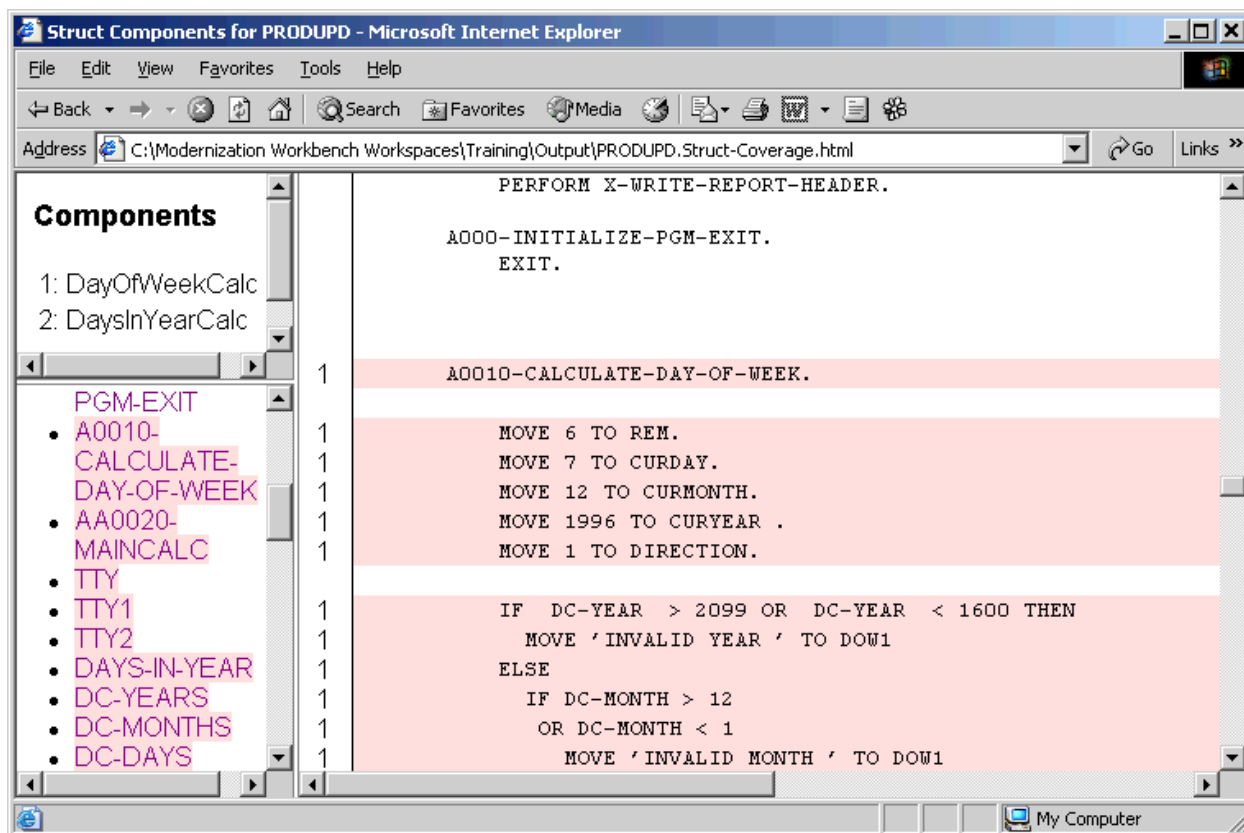 Struct Components for PRODUPD - Microsoft Internet Explorer
File Edit View Favorites Tools Help
Back Search Favorites Media
Address C:\Modernization Workbench Workspaces\Training\Output\PRODUPD.Struct-Coverage.html Go Links »
Components
1: DayOfWeekCalc
2: DaysInYearCalc
PGM-EXIT
• A0010-
CALCULATE-
DAY-OF-WEEK
• AA0020-
MAINCALC
• TTY
• TTY1
• TTY2
• DAYS-IN-YEAR
• DC-YEARS
• DC-MONTHS
• DC-DAYS
PERFORM X-WRITE-REPORT-HEADER.
A000-INITIALIZE-PGM-EXIT.
EXIT.
1 A0010-CALCULATE-DAY-OF-WEEK.
1 MOVE 6 TO REM.
1 MOVE 7 TO CURDAY.
1 MOVE 12 TO CURMONTH.
1 MOVE 1996 TO CURYEAR .
1 MOVE 1 TO DIRECTION.
1 IF DC-YEAR > 2099 OR DC-YEAR < 1600 THEN
1 MOVE 'INVALID YEAR ' TO DOW1
1 ELSE
1 IF DC-MONTH > 12
1 OR DC-MONTH < 1
1 MOVE 'INVALID MONTH ' TO DOW1
My Computer